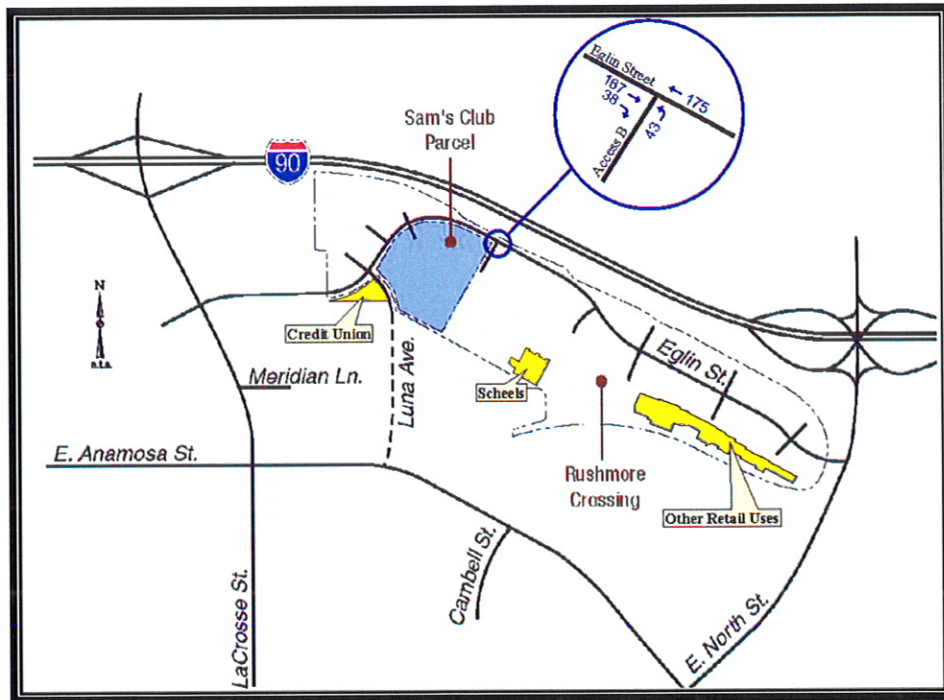 Eglin Street
187
38
175
43
Access B
Sam's Club
Parcel
90
N
n.t.s.
Credit Union
Luna Ave.
Meridian Ln.
Scheels
Eglin St.
E. Anamosa St.
Rushmore
Crossing
Other Retail Uses
Cambell St.
LaCrosse St.
E. North St.